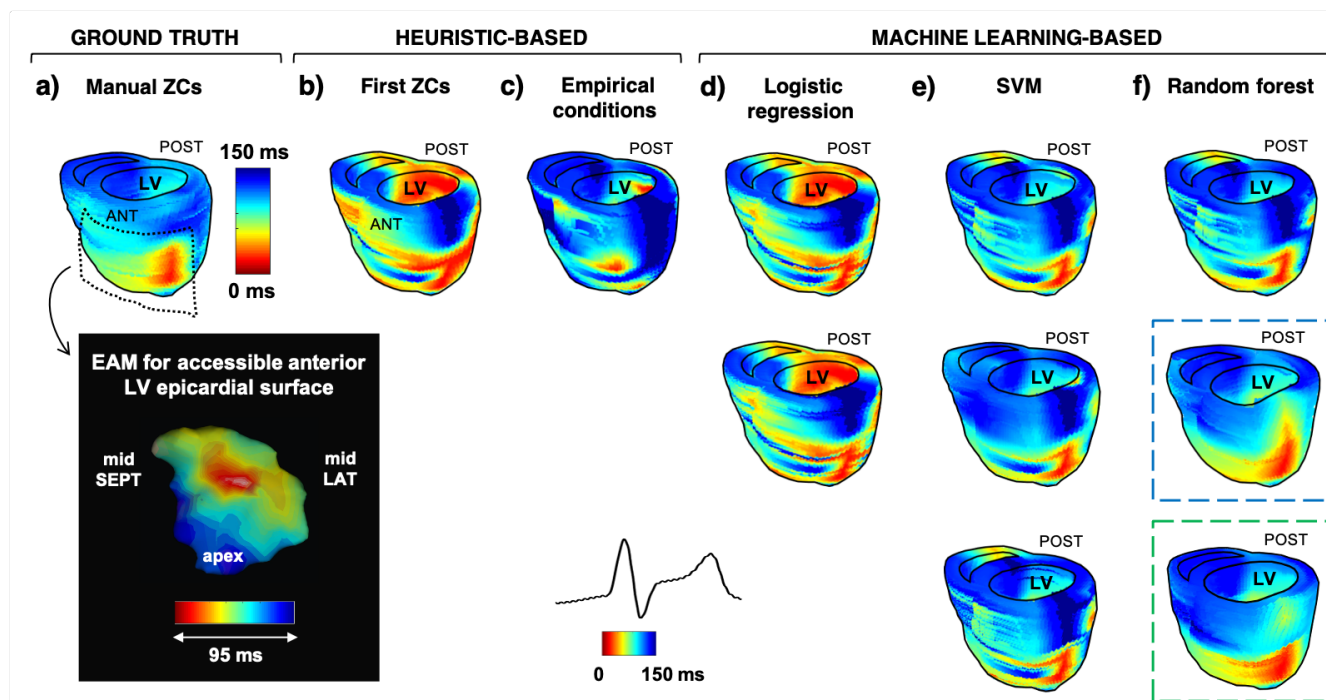 GROUND TRUTH
HEURISTIC-BASED
MACHINE LEARNING-BASED
a) Manual ZCs
b) First ZCs
c) Empirical
conditions
d) Logistic
regression
e) SVM
f) Random forest
150 ms
0 ms
POST
LV
ANT
POST
LV
ANT
LV
POST
LV
POST
LV
POST
LV
POST
LV
POST
LV
POST
LV
EAM for accessible anterior
LV epicardial surface
mid
SEPT
mid
LAT
apex
95 ms
0 150 ms
POST
LV
POST
LV